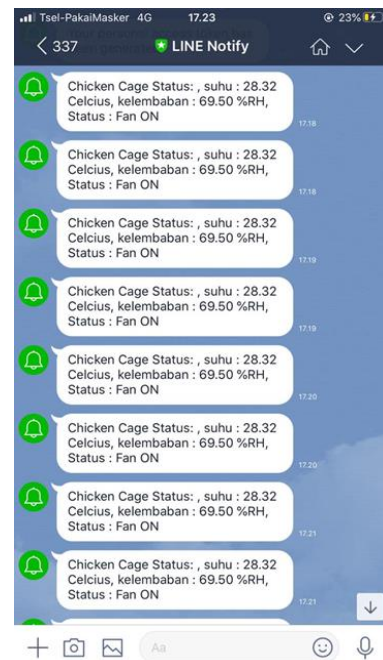 Tsel-PakaiMasker 4G 17.23 23%
337 LINE Notify
Chicken Cage Status: , suhu : 28.32
Celcius, kelembaban : 69.50 %RH,
Status : Fan ON
17.18
Chicken Cage Status: , suhu : 28.32
Celcius, kelembaban : 69.50 %RH,
Status : Fan ON
17.18
Chicken Cage Status: , suhu : 28.32
Celcius, kelembaban : 69.50 %RH,
Status : Fan ON
17.19
Chicken Cage Status: , suhu : 28.32
Celcius, kelembaban : 69.50 %RH,
Status : Fan ON
17.19
Chicken Cage Status: , suhu : 28.32
Celcius, kelembaban : 69.50 %RH,
Status : Fan ON
17.20
Chicken Cage Status: , suhu : 28.32
Celcius, kelembaban : 69.50 %RH,
Status : Fan ON
17.20
Chicken Cage Status: , suhu : 28.32
Celcius, kelembaban : 69.50 %RH,
Status : Fan ON
17.21
Chicken Cage Status: , suhu : 28.32
Celcius, kelembaban : 69.50 %RH,
Status : Fan ON
17.21
Aa